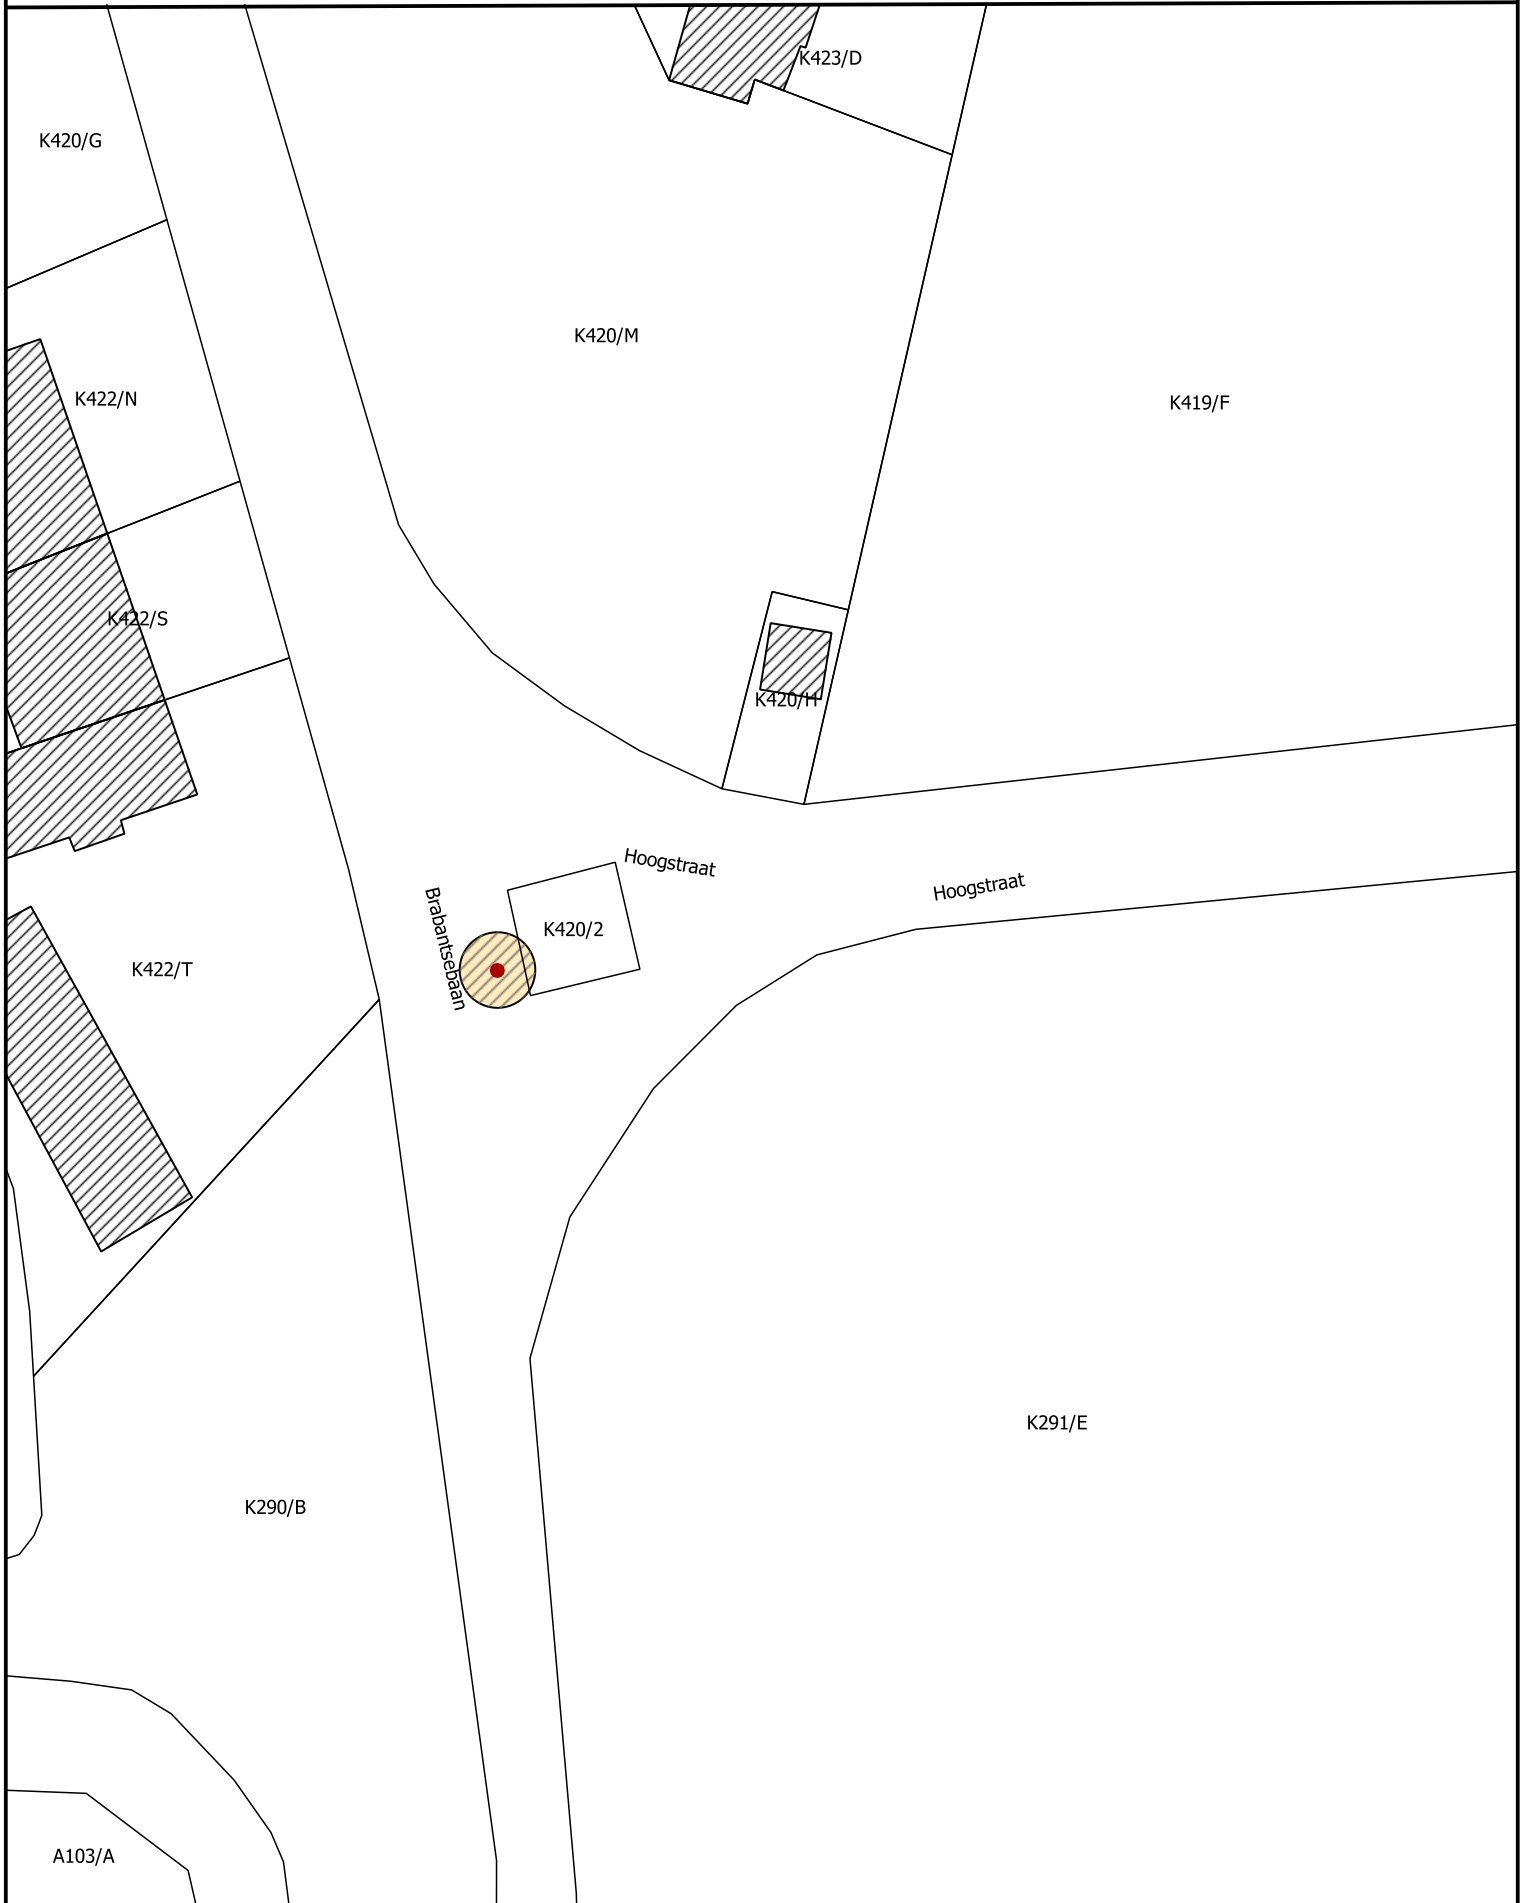 K423/D
K420/G
K420/M
K422/N
K419/F
K422/S
K420/H
Hoogstraat
Hoogstraat
Brabantsebaan
K420/2
K422/T
K291/E
K290/B
A103/A